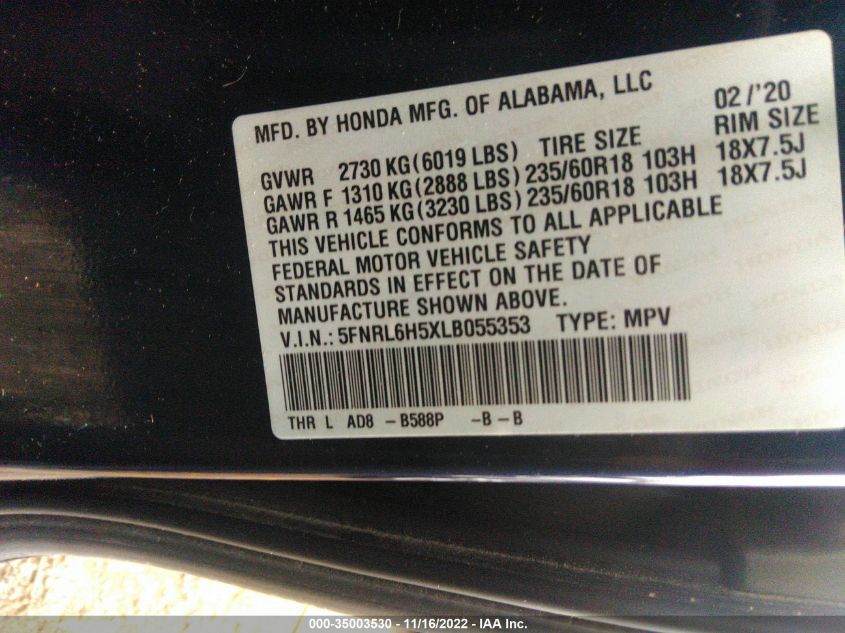 MFD. BY HONDA MFG. OF ALABAMA, LLC 02/'20
GVWR 2730 KG(6019 LBS) TIRE SIZE RIM SIZE
GAWR F 1310 KG(2888 LBS) 235/60R18 103H 18X7.5J
GAWR R 1465 KG(3230 LBS) 235/60R18 103H 18X7.5J
THIS VEHICLE CONFORMS TO ALL APPLICABLE
FEDERAL MOTOR VEHICLE SAFETY
STANDARDS IN EFFECT ON THE DATE OF
MANUFACTURE SHOWN ABOVE.
V.I.N.: 5FNRL6H5XLB055353 TYPE: MPV
THR L AD8 -B588P -B-B
000-35003530 - 11/16/2022 - IAA Inc.